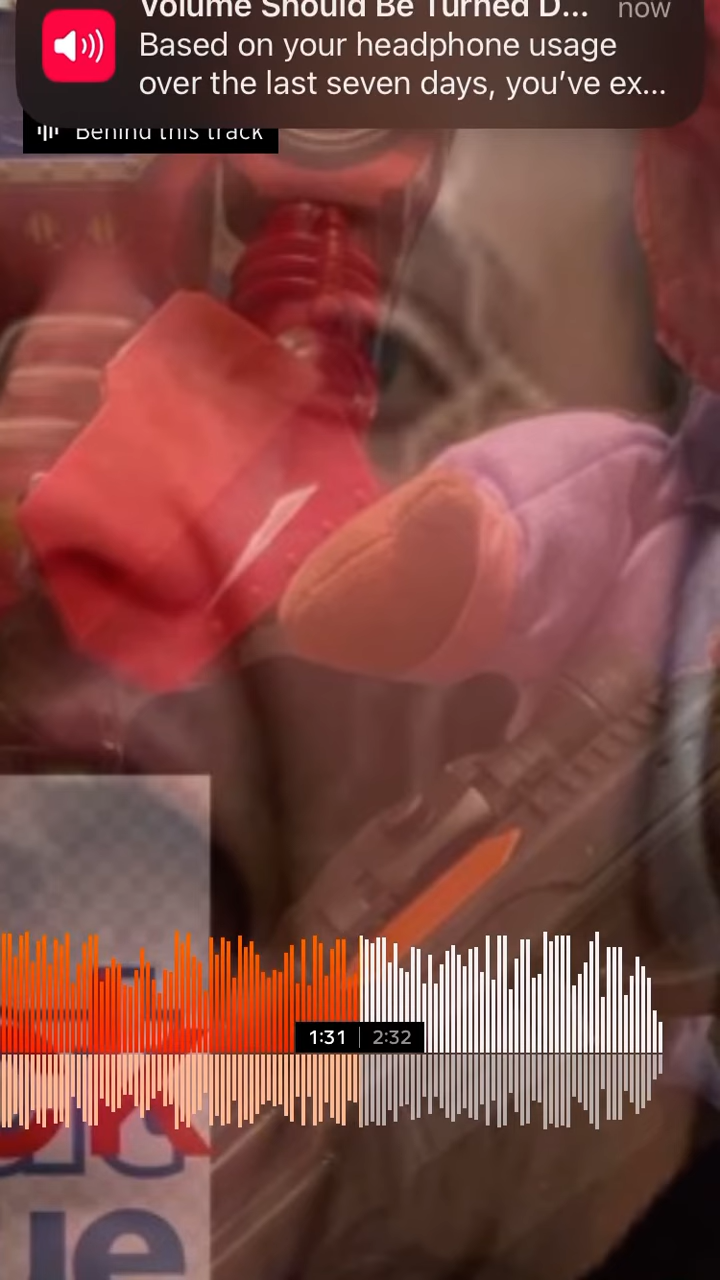 Volume Should Be Turned D... now
Based on your headphone usage
over the last seven days, you’ve ex...
Behind this track
1:31 2:32
ue